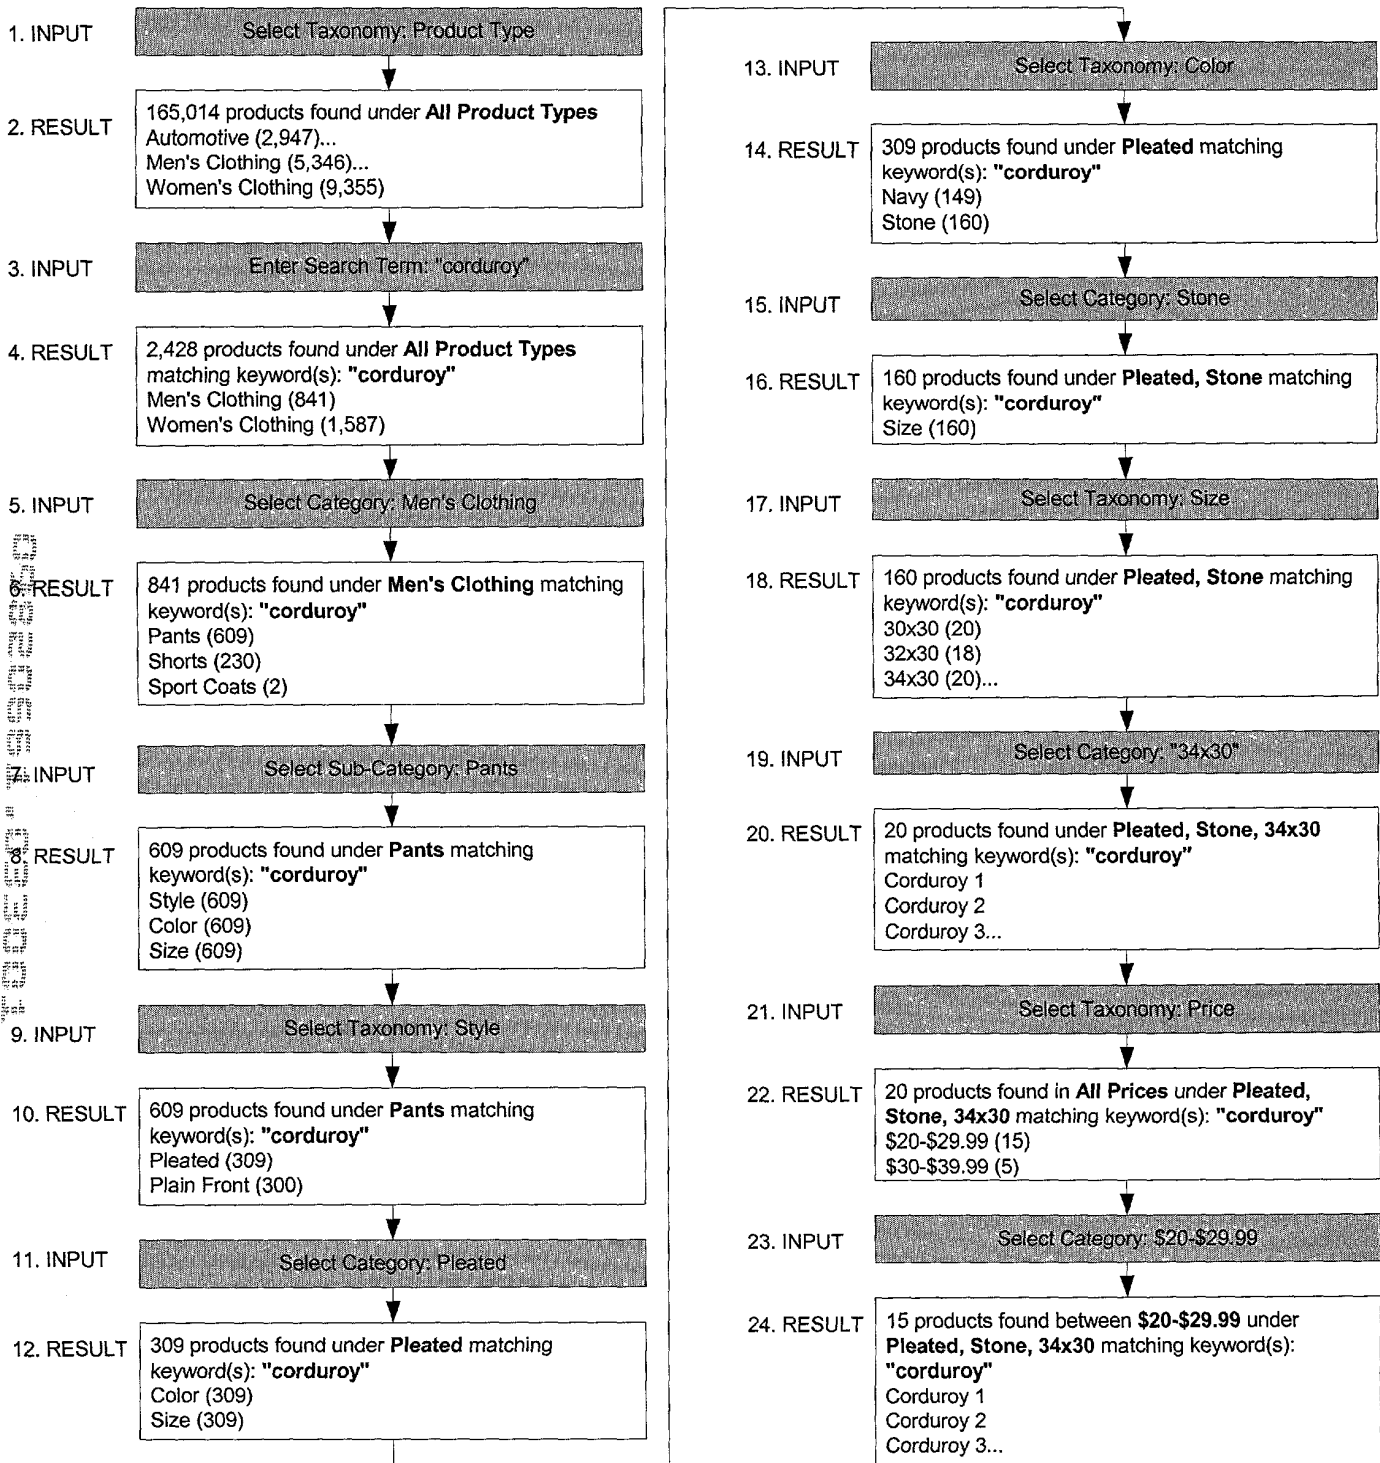 1. INPUT
Select Taxonomy: Product Type
2. RESULT
165,014 products found under All Product Types
Automotive (2,947)...
Men's Clothing (5,346)...
Women's Clothing (9,355)
3. INPUT
Enter Search Term: "corduroy"
4. RESULT
2,428 products found under All Product Types
matching keyword(s): "corduroy"
Men's Clothing (841)
Women's Clothing (1,587)
5. INPUT
Select Category: Men's Clothing
6. RESULT
841 products found under Men's Clothing matching
keyword(s): "corduroy"
Pants (609)
Shorts (230)
Sport Coats (2)
7. INPUT
Select Sub-Category: Pants
8. RESULT
609 products found under Pants matching
keyword(s): "corduroy"
Style (609)
Color (609)
Size (609)
9. INPUT
Select Taxonomy: Style
10. RESULT
609 products found under Pants matching
keyword(s): "corduroy"
Pleated (309)
Plain Front (300)
11. INPUT
Select Category: Pleated
12. RESULT
309 products found under Pleated matching
keyword(s): "corduroy"
Color (309)
Size (309)
13. INPUT
Select Taxonomy: Color
14. RESULT
309 products found under Pleated matching
keyword(s): "corduroy"
Navy (149)
Stone (160)
15. INPUT
Select Category: Stone
16. RESULT
160 products found under Pleated, Stone matching
keyword(s): "corduroy"
Size (160)
17. INPUT
Select Taxonomy: Size
18. RESULT
160 products found under Pleated, Stone matching
keyword(s): "corduroy"
30x30 (20)
32x30 (18)
34x30 (20)...
19. INPUT
Select Category: "34x30"
20. RESULT
20 products found under Pleated, Stone, 34x30
matching keyword(s): "corduroy"
Corduroy 1
Corduroy 2
Corduroy 3...
21. INPUT
Select Taxonomy: Price
22. RESULT
20 products found in All Prices under Pleated,
Stone, 34x30 matching keyword(s): "corduroy"
$20-$29.99 (15)
$30-$39.99 (5)
23. INPUT
Select Category: $20-$29.99
24. RESULT
15 products found between $20-$29.99 under
Pleated, Stone, 34x30 matching keyword(s):
"corduroy"
Corduroy 1
Corduroy 2
Corduroy 3...